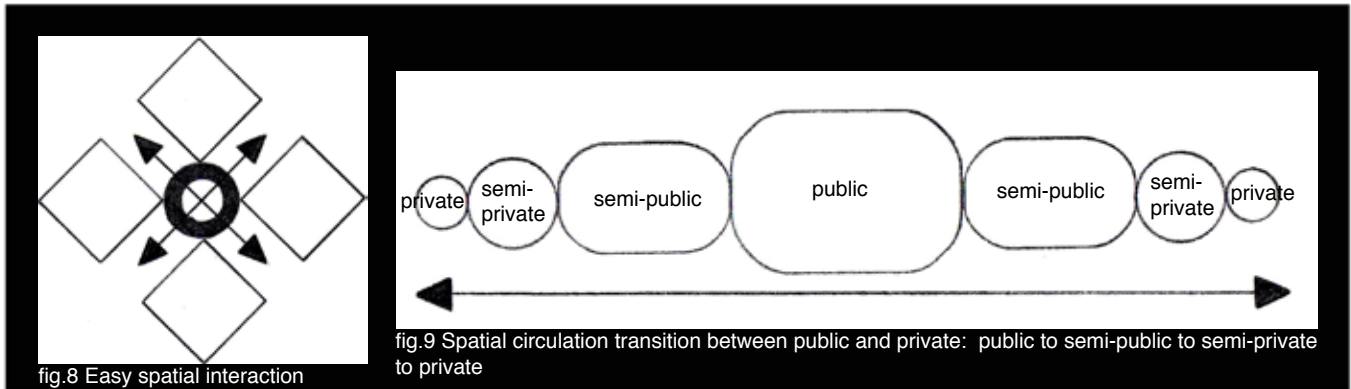 private
semi-
private
semi-public
public
semi-public
semi-
private
private
fig.8 Easy spatial interaction
fig.9 Spatial circulation transition between public and private:  public to semi-public to semi-private
to private